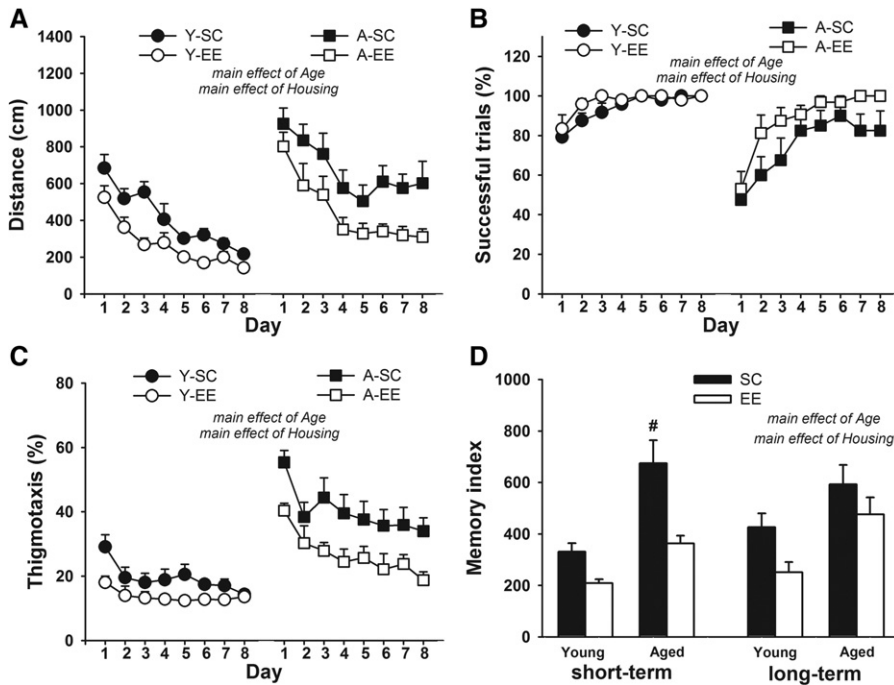 A
Y-SC
A-SC
Y-EE
A-EE
main effect of Age
main effect of Housing
Distance (cm)
1400
1200
1000
800
600
400
200
0
1 2 3 4 5 6 7 8 1 2 3 4 5 6 7 8
Day
B
Y-SC
A-SC
Y-EE
A-EE
main effect of Age
main effect of Housing
Successful trials (%)
120
100
80
60
40
20
0
1 2 3 4 5 6 7 8 1 2 3 4 5 6 7 8
Day
C
Y-SC
A-SC
Y-EE
A-EE
main effect of Age
main effect of Housing
Thigmotaxis (%)
80
60
40
20
0
1 2 3 4 5 6 7 8 1 2 3 4 5 6 7 8
Day
D
SC
EE
main effect of Age
main effect of Housing
#
Memory index
1000
800
600
400
200
0
Young Aged Young Aged
short-term long-term